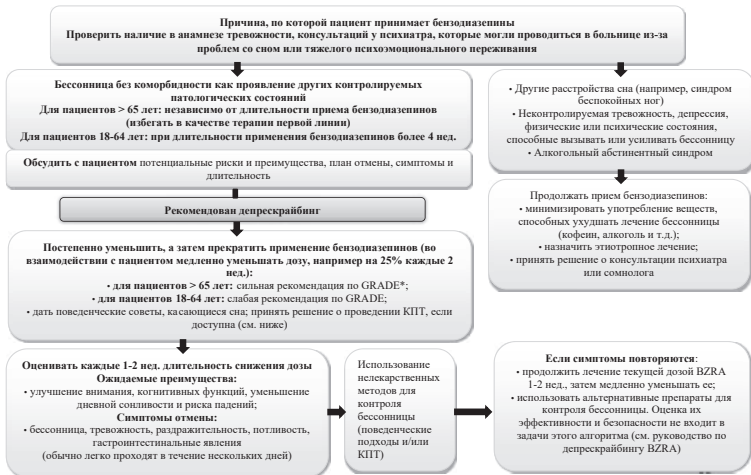 Причина, по которой пациент принимает бензодиазепины
Проверить наличие в анамнезе тревожности, консультаций у психиатра, которые могли проводиться в больнице из-за
проблем со сном или тяжелого психоэмоционального переживания
Бессонница без коморбидности как проявление других контролируемых
патологических состояний
Для пациентов > 65 лет: независимо от длительности приема бензодиазепинов
(избегать в качестве терапии первой линии)
Для пациентов 18-64 лет: при длительности применения бензодиазепинов более 4 нед.
Обсудить с пациентом потенциальные риски и преимущества, план отмены, симптомы и
длительность
Рекомендован депрескрайбинг
Постепенно уменьшить, а затем прекратить применение бензодиазепинов (во
взаимодействии с пациентом медленно уменьшать дозу, например на 25% каждые 2
нед.):
• для пациентов > 65 лет: сильная рекомендация по GRADE*;
• для пациентов 18-64 лет: слабая рекомендация по GRADE;
• дать поведенческие советы, касающиеся сна; принять решение о проведении КПТ, если
доступна (см. ниже)
• Другие расстройства сна (например, синдром
беспокойных ног)
• Неконтролируемая тревожность, депрессия,
физические или психические состояния,
способные вызывать или усиливать бессонницу
• Алкогольный абстинентный синдром
Продолжать прием бензодиазепинов:
• минимизировать употребление веществ,
способных ухудшать лечение бессонницы
(кофеин, алкоголь и т.д.);
• назначить этиотропное лечение;
• принять решение о консультации психиатра
или сомнолога
Оценивать каждые 1-2 нед. длительность снижения дозы
Ожидаемые преимущества:
• улучшение внимания, когнитивных функций, уменьшение
дневной сонливости и риска падений;
Симптомы отмены:
• бессонница, тревожность, раздражительность, потливость,
гастроинтестинальные явления
(обычно легко проходят в течение нескольких дней)
Использование
нелекарственных
методов для
контроля
бессонницы
(поведенческие
подходы и/или
КПТ)
Если симптомы повторяются:
• продолжить лечение текущей дозой BZRA
1-2 нед., затем медленно уменьшать ее;
• использовать альтернативные препараты для
контроля бессонницы. Оценка их
эффективности и безопасности не входит в
задачи этого алгоритма (см. руководство по
депрескрайбингу BZRA)